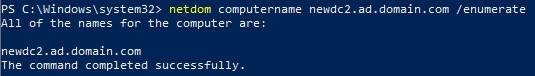 PS C:\Windows\system32> netdom computername newdc2.ad.domain.com /enumerate
All of the names for the computer are:
newdc2.ad.domain.com
The command completed successfully.